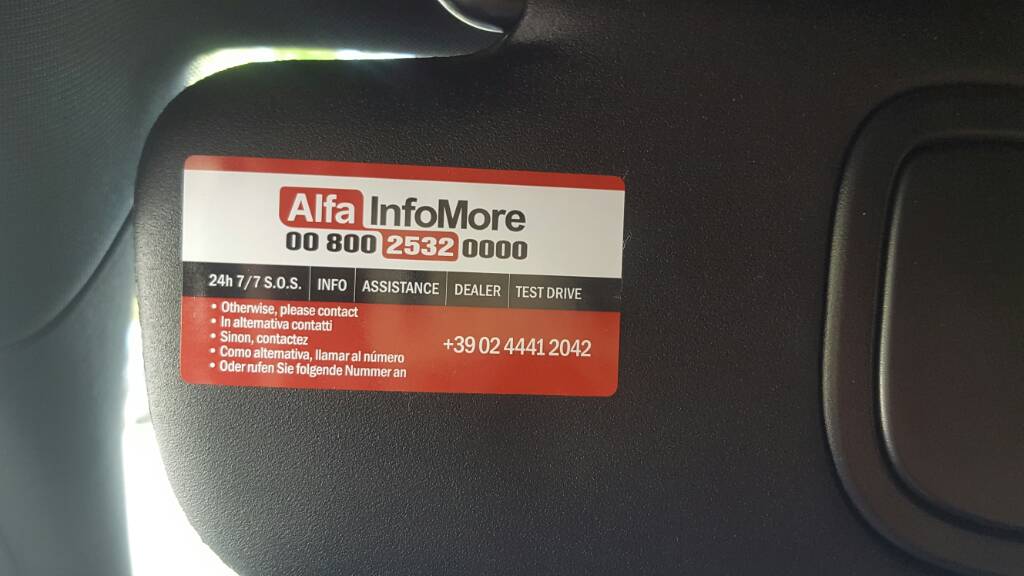 Alfa InfoMore
00 800 2532 0000
24h 7/7 S.O.S. INFO ASSISTANCE DEALER TEST DRIVE
• Otherwise, please contact
• In alternativa contatti
• Sinon, contactez
• Como alternativa, llamar al número
• Oder rufen Sie folgende Nummer an
+39 02 4441 2042